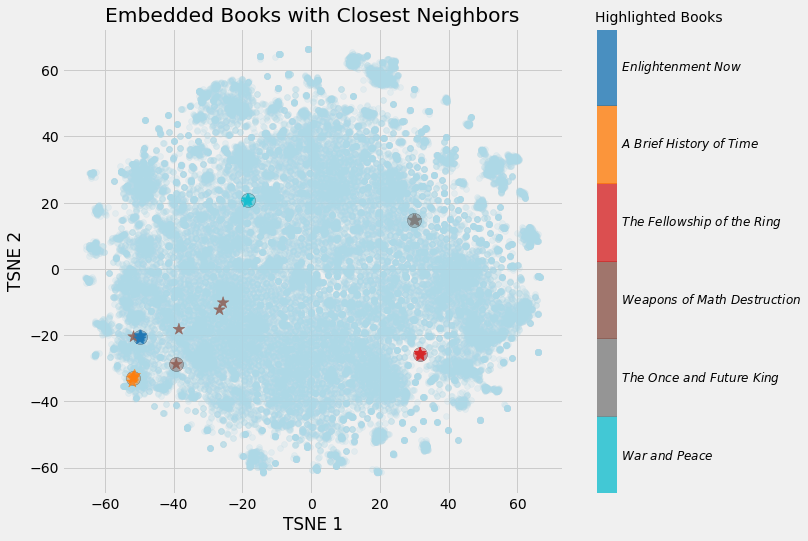 Embedded Books with Closest Neighbors
Highlighted Books
Enlightenment Now
A Brief History of Time
The Fellowship of the Ring
Weapons of Math Destruction
The Once and Future King
War and Peace
60
40
20
0
−20
−40
−60
TSNE 2
−60 −40 −20 0 20 40 60
TSNE 1